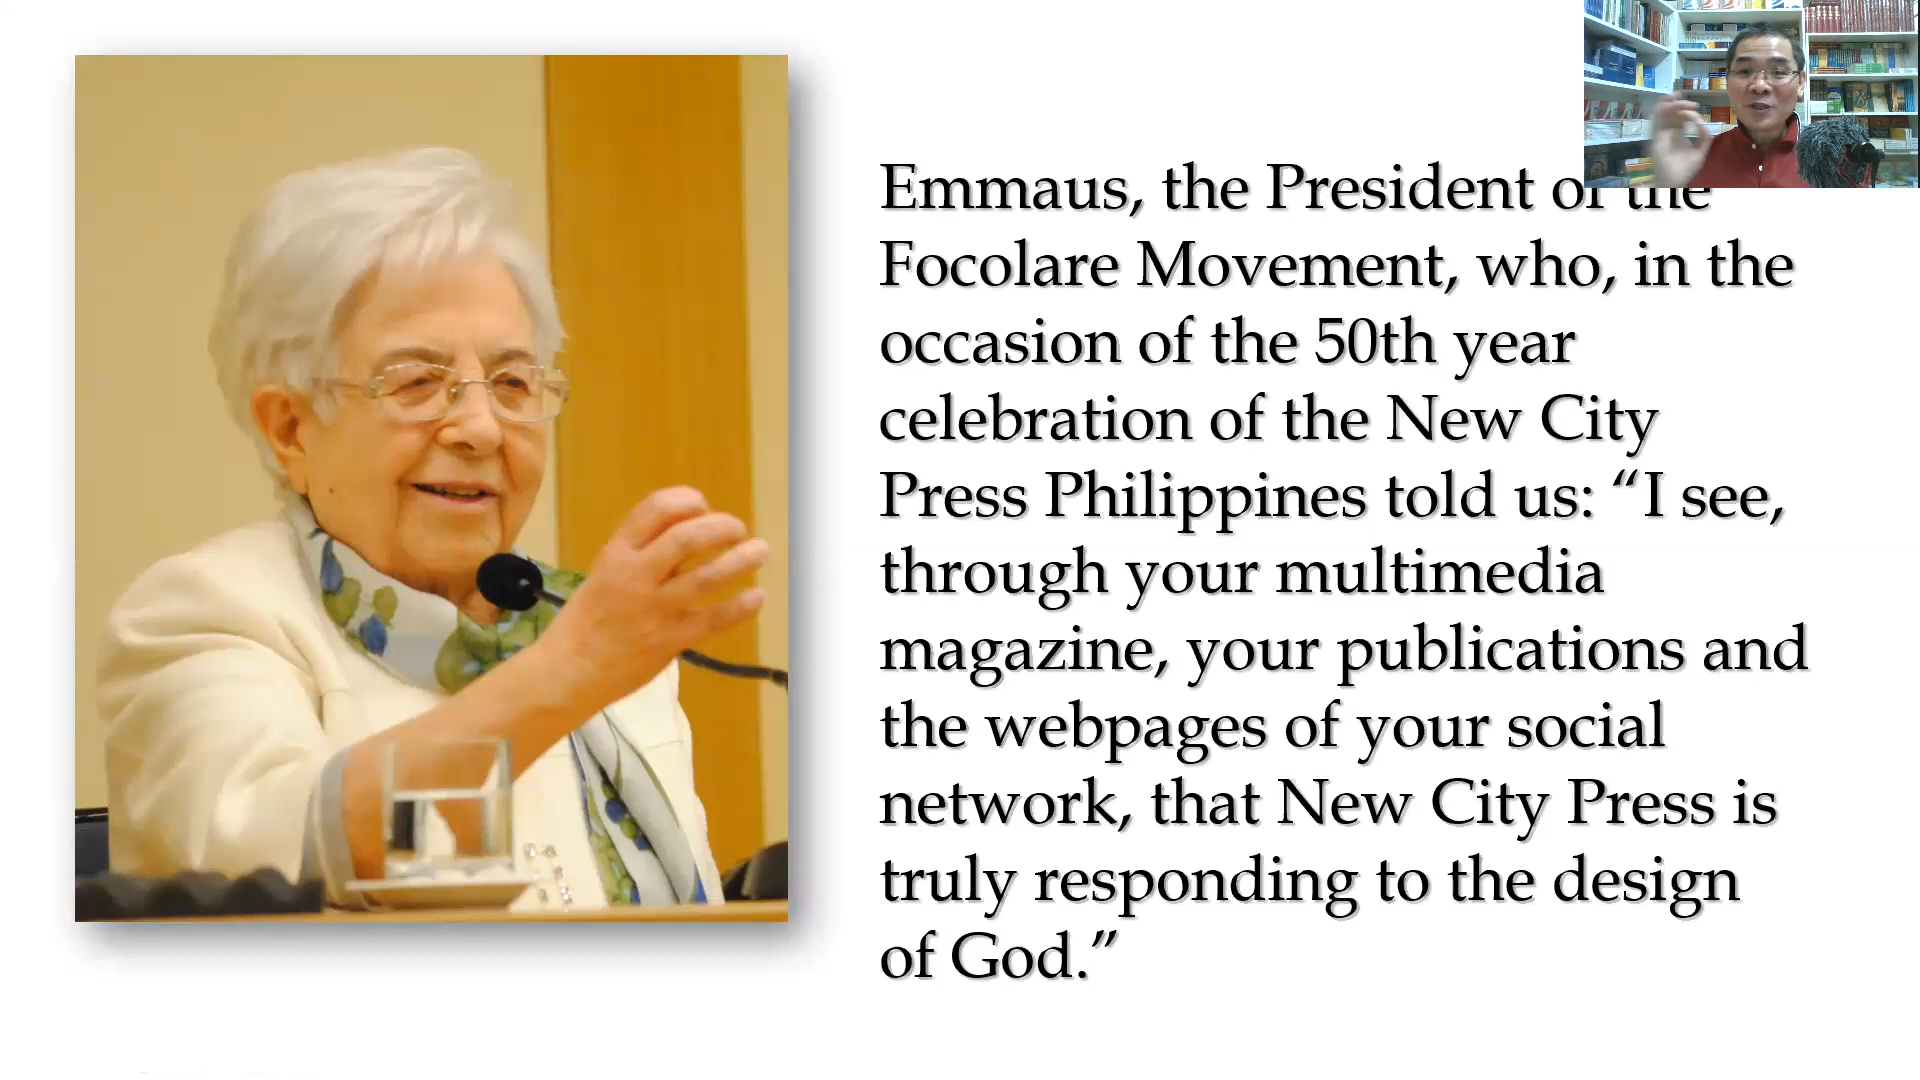 Emmaus, the President of the
Focolare Movement, who, in the
occasion of the 50th year
celebration of the New City
Press Philippines told us: “I see,
through your multimedia
magazine, your publications and
the webpages of your social
network, that New City Press is
truly responding to the design
of God.”